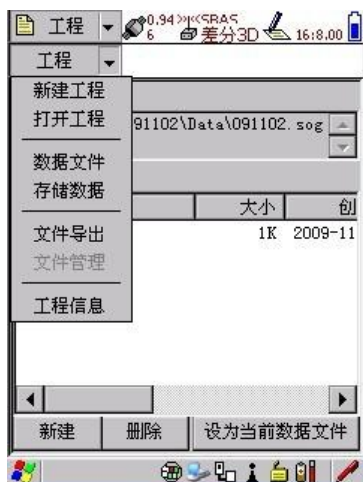 工程 0.94 SBAS
6 差分3D 16:8.00
工程
新建工程
打开工程 91102\Data\091102.sog
数据文件
存储数据
大小 创
文件导出 1K 2009-11
文件管理
工程信息
新建 删除 设为当前数据文件